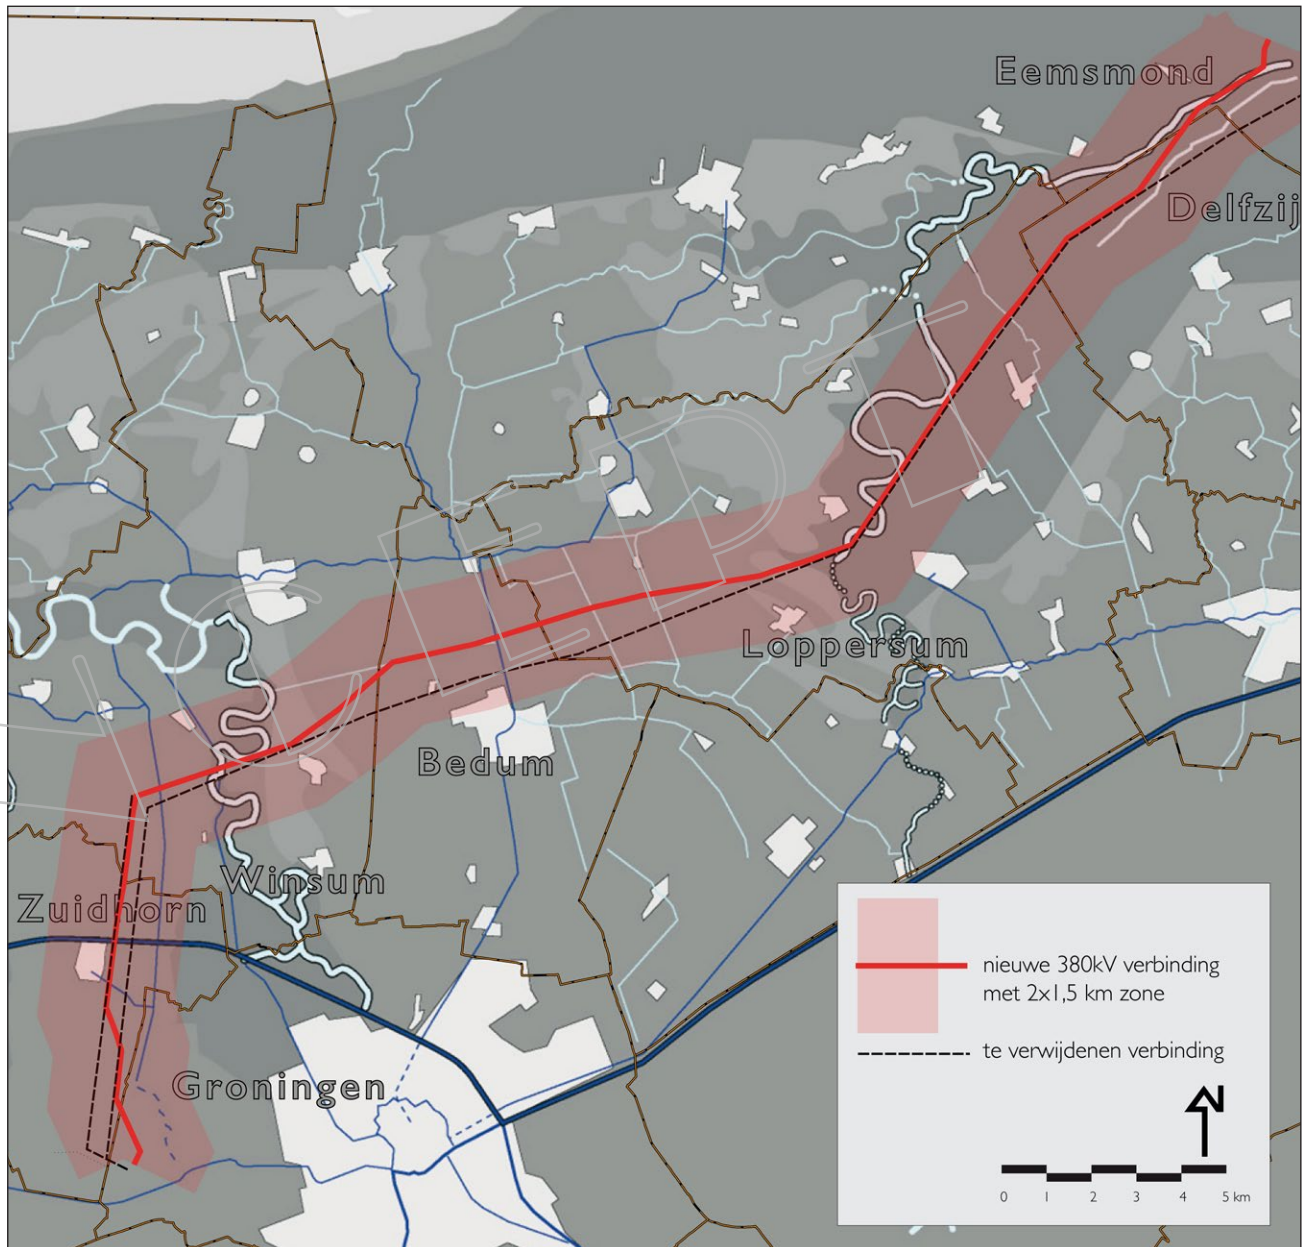 Eemsmond
Delfzij
Loppersum
Bedum
Winsum
Zuidhorn
Groningen
nieuwe 380kV verbinding
met 2x1,5 km zone
te verwijdenen verbinding
N
0 1 2 3 4 5 km